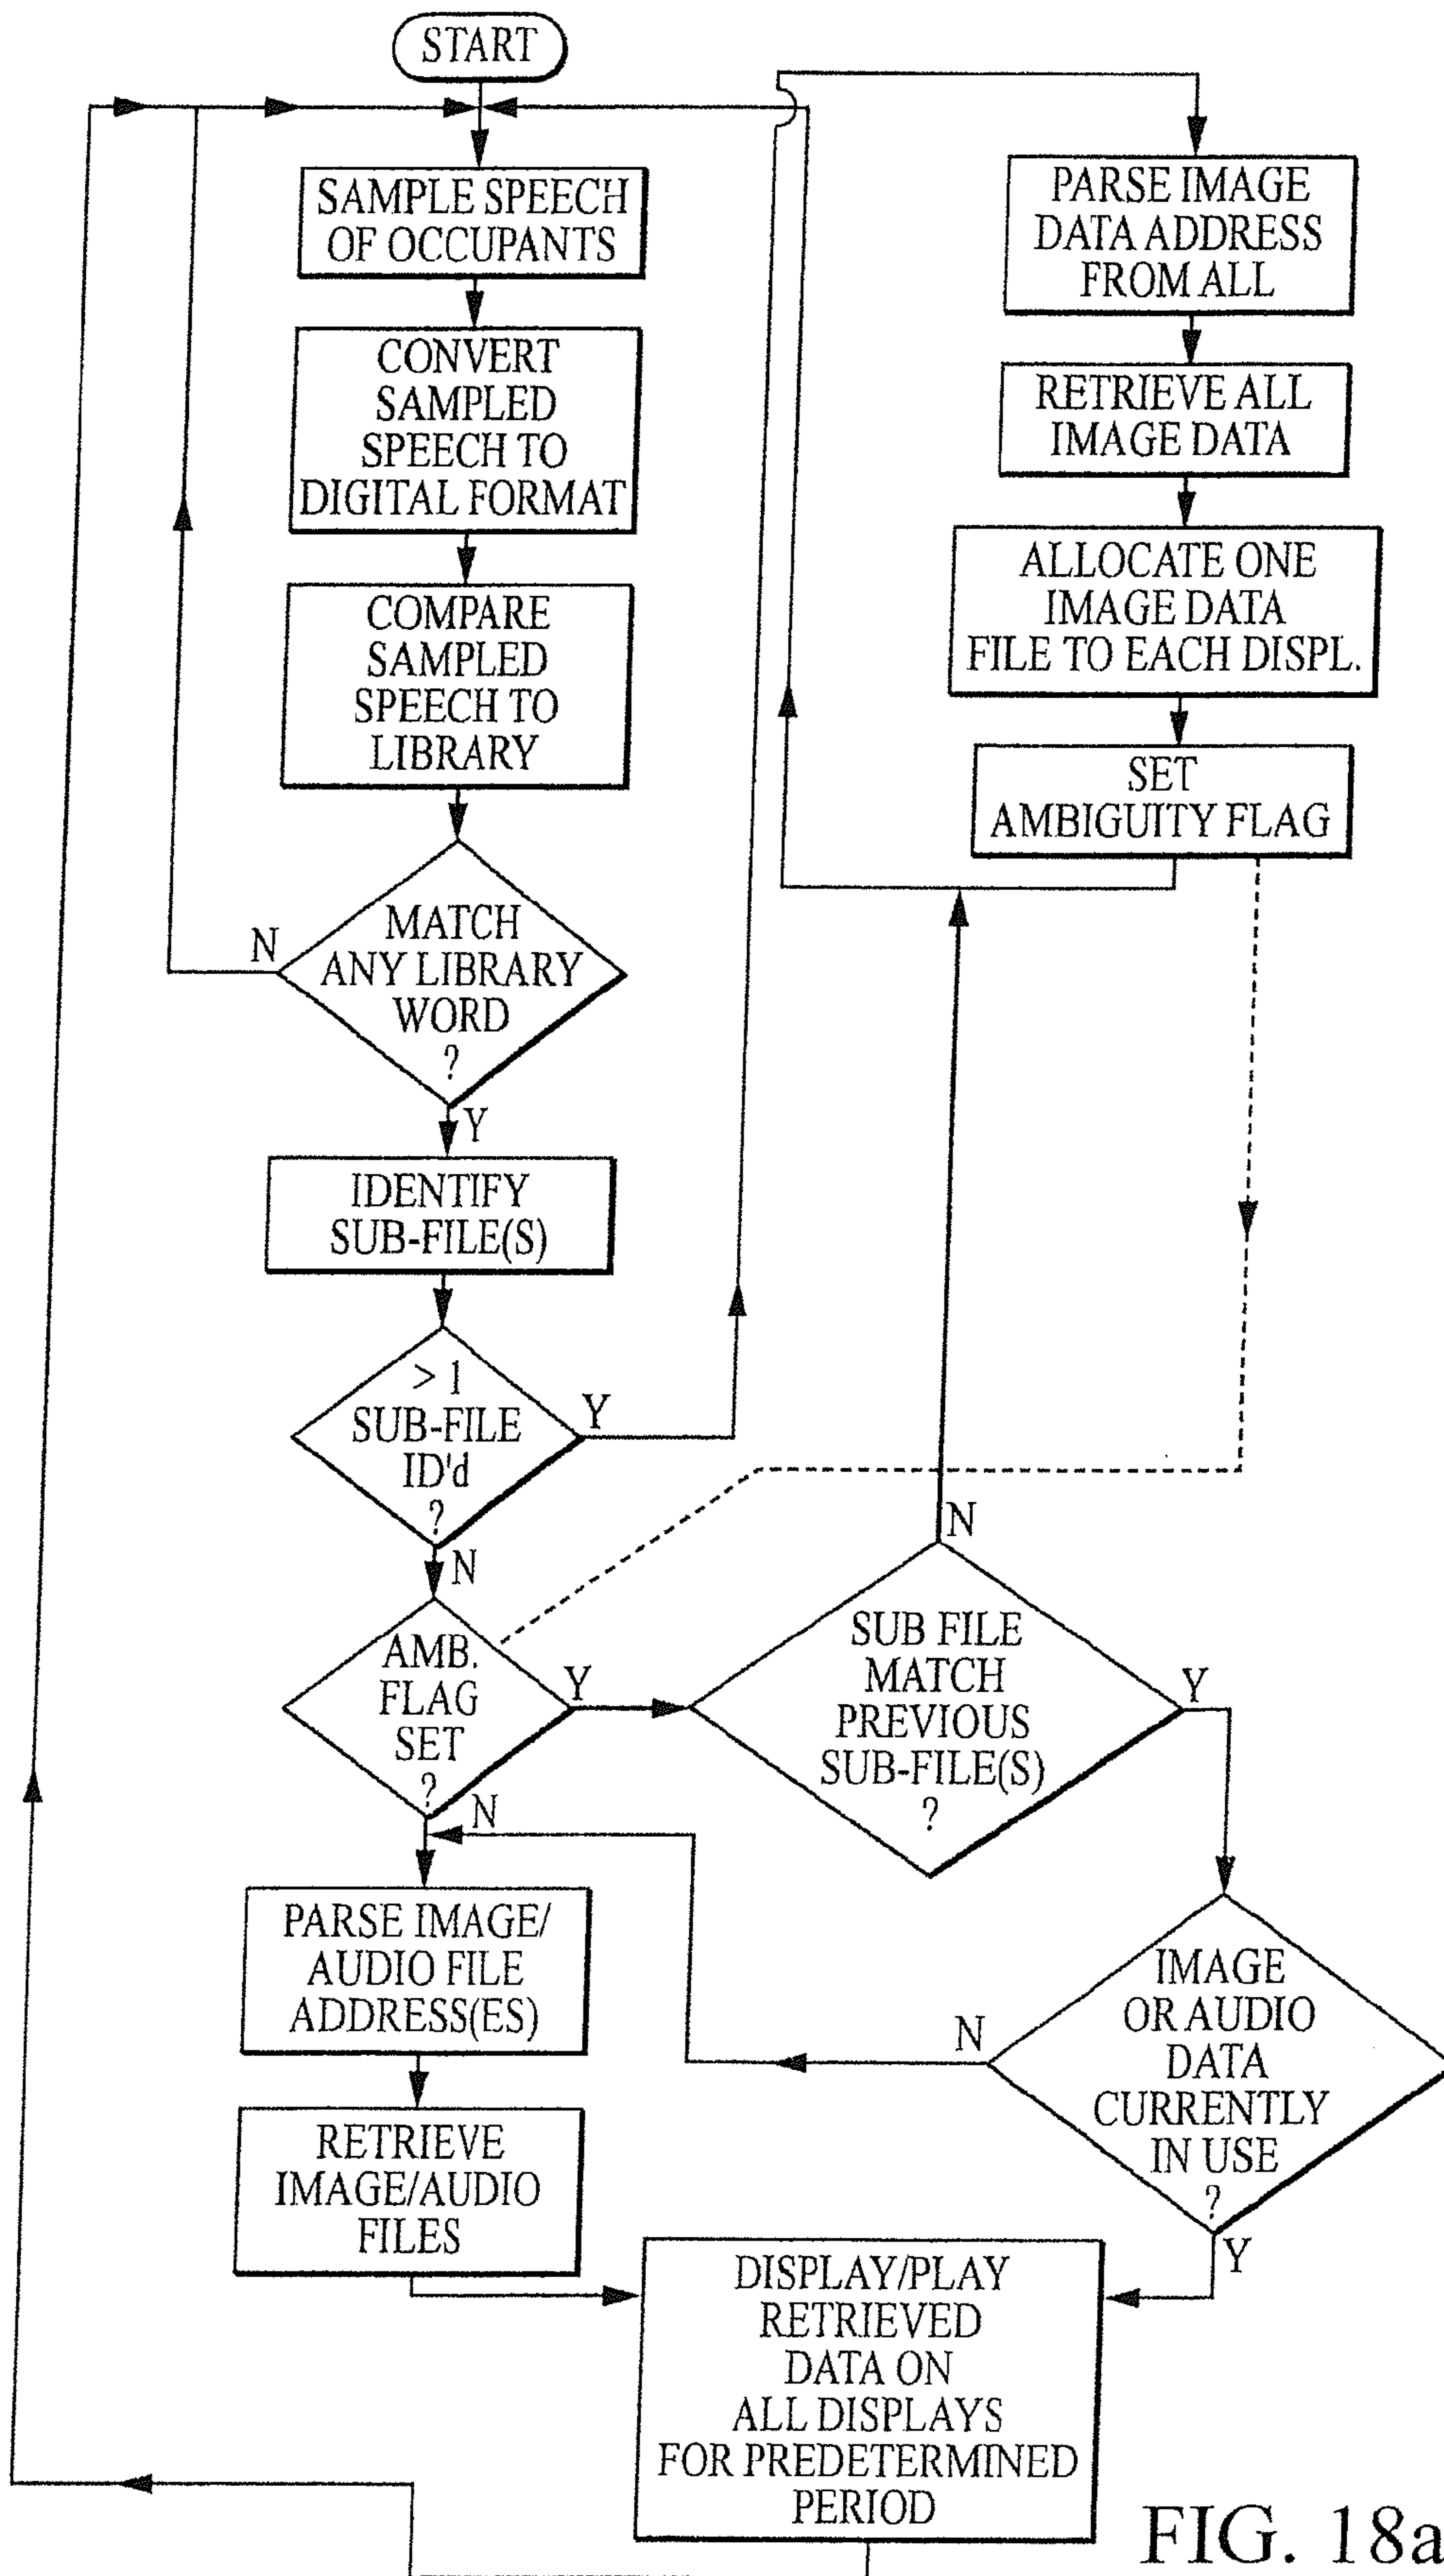 START
SAMPLE SPEECH
OF OCCUPANTS
CONVERT
SAMPLED
SPEECH TO
DIGITAL FORMAT
COMPARE
SAMPLED
SPEECH TO
LIBRARY
MATCH
ANY LIBRARY
WORD
?
N
Y
IDENTIFY
SUB-FILE(S)
> 1
SUB-FILE
ID'd
?
Y
N
AMB.
FLAG
SET
?
Y
N
PARSE IMAGE/
AUDIO FILE
ADDRESS(ES)
RETRIEVE
IMAGE/AUDIO
FILES
PARSE IMAGE
DATA ADDRESS
FROM ALL
RETRIEVE ALL
IMAGE DATA
ALLOCATE ONE
IMAGE DATA
FILE TO EACH DISPL.
SET
AMBIGUITY FLAG
N
SUB FILE
MATCH
PREVIOUS
SUB-FILE(S)
?
Y
IMAGE
OR AUDIO
DATA
CURRENTLY
IN USE
?
N
Y
DISPLAY/PLAY
RETRIEVED
DATA ON
ALL DISPLAYS
FOR PREDETERMINED
PERIOD
FIG. 18a